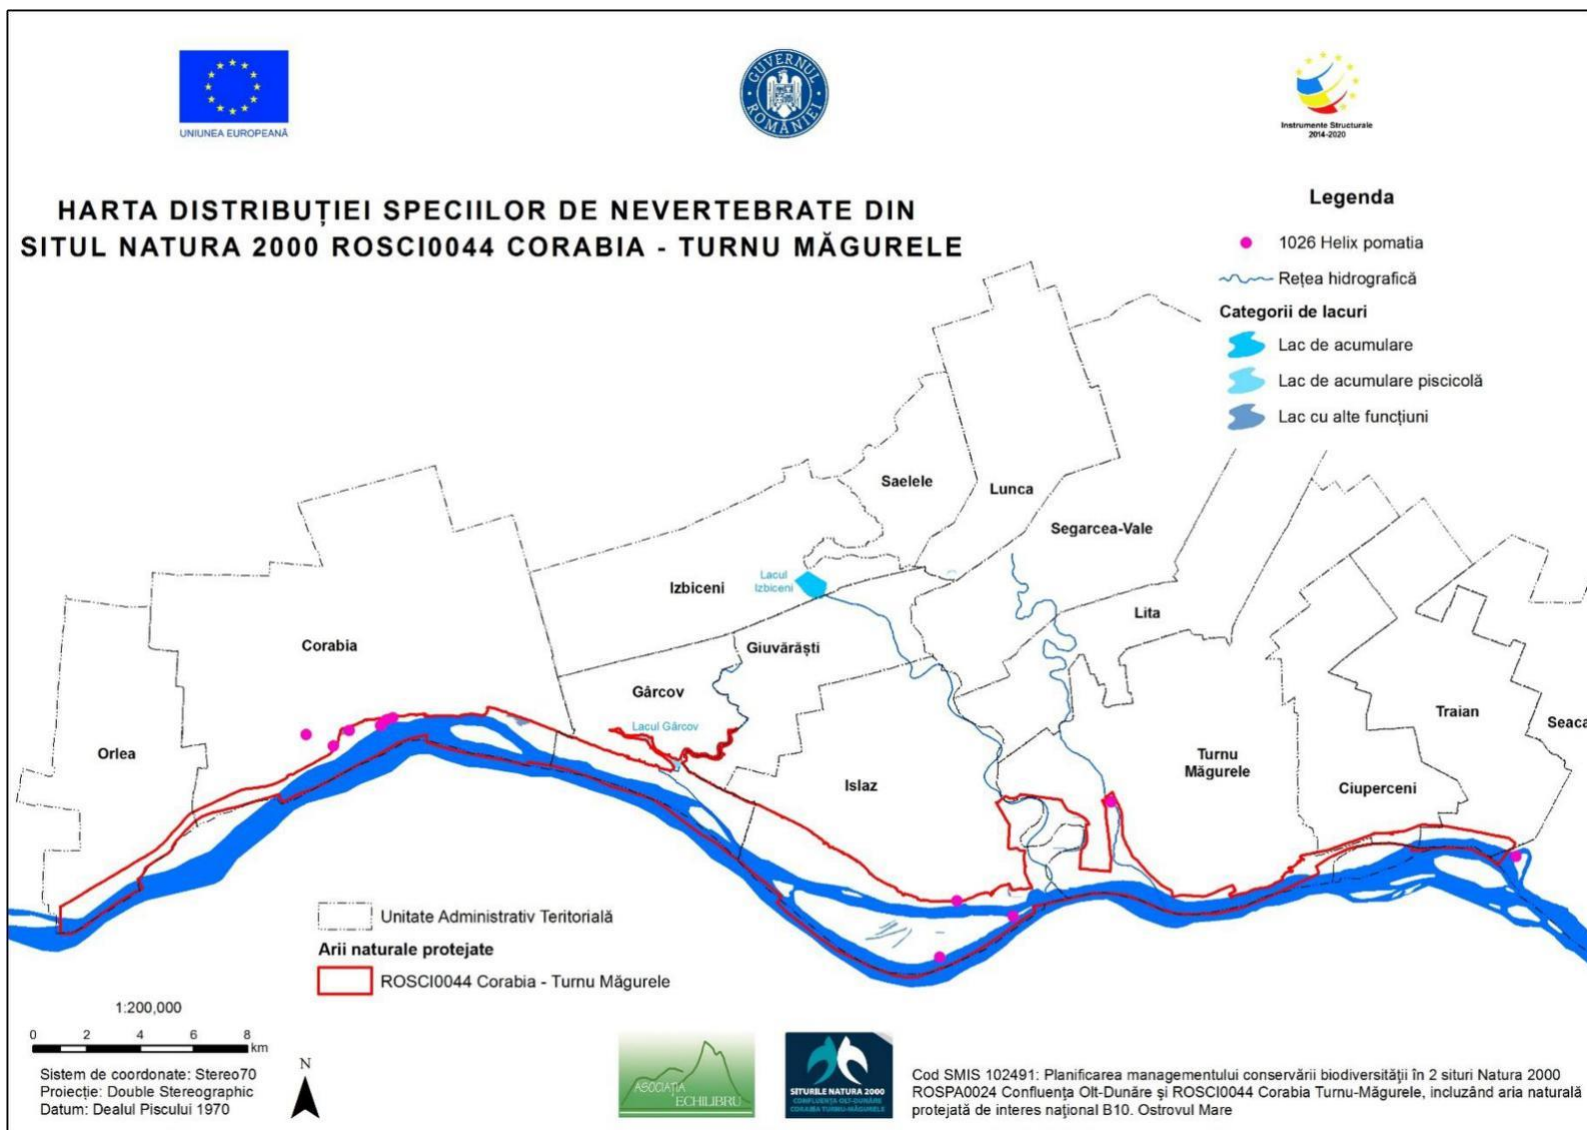 UNIUNEA EUROPEANĂ
GUVERNUL ROMÂNIEI
Instrumente Structurale
2014-2020
HARTA DISTRIBUȚIEI SPECIILOR DE NEVERTEBRATE DIN
SITUL NATURA 2000 ROSCI0044 CORABIA - TURNU MĂGURELE
Legenda
1026 Helix pomatia
Rețea hidrografică
Categorii de lacuri
Lac de acumulare
Lac de acumulare piscicolă
Lac cu alte funcțiuni
Saelele
Lunca
Segarcea-Vale
Izbiceni
Lacul
Izbiceni
Lita
Corabia
Giuvărăști
Gârcov
Lacul Gârcov
Orlea
Islaz
Turnu
Măgurele
Traian
Seaca
Ciuperceni
Unitate Administrativ Teritorială
Arii naturale protejate
ROSCI0044 Corabia - Turnu Măgurele
1:200,000
0 2 4 6 8
km
N
Sistem de coordonate: Stereo70
Proiecție: Double Stereographic
Datum: Dealul Piscului 1970
ASOCIAȚIA
ECHILIBRU
SITURILE NATURA 2000
CONFLUENȚA OLT-DUNĂRE
CORABIA TURNU-MĂGURELE
Cod SMIS 102491: Planificarea managementului conservării biodiversității în 2 situri Natura 2000
ROSPA0024 Confluența Olt-Dunăre și ROSCI0044 Corabia Turnu-Măgurele, incluzând aria naturală
protejată de interes național B10. Ostrovul Mare